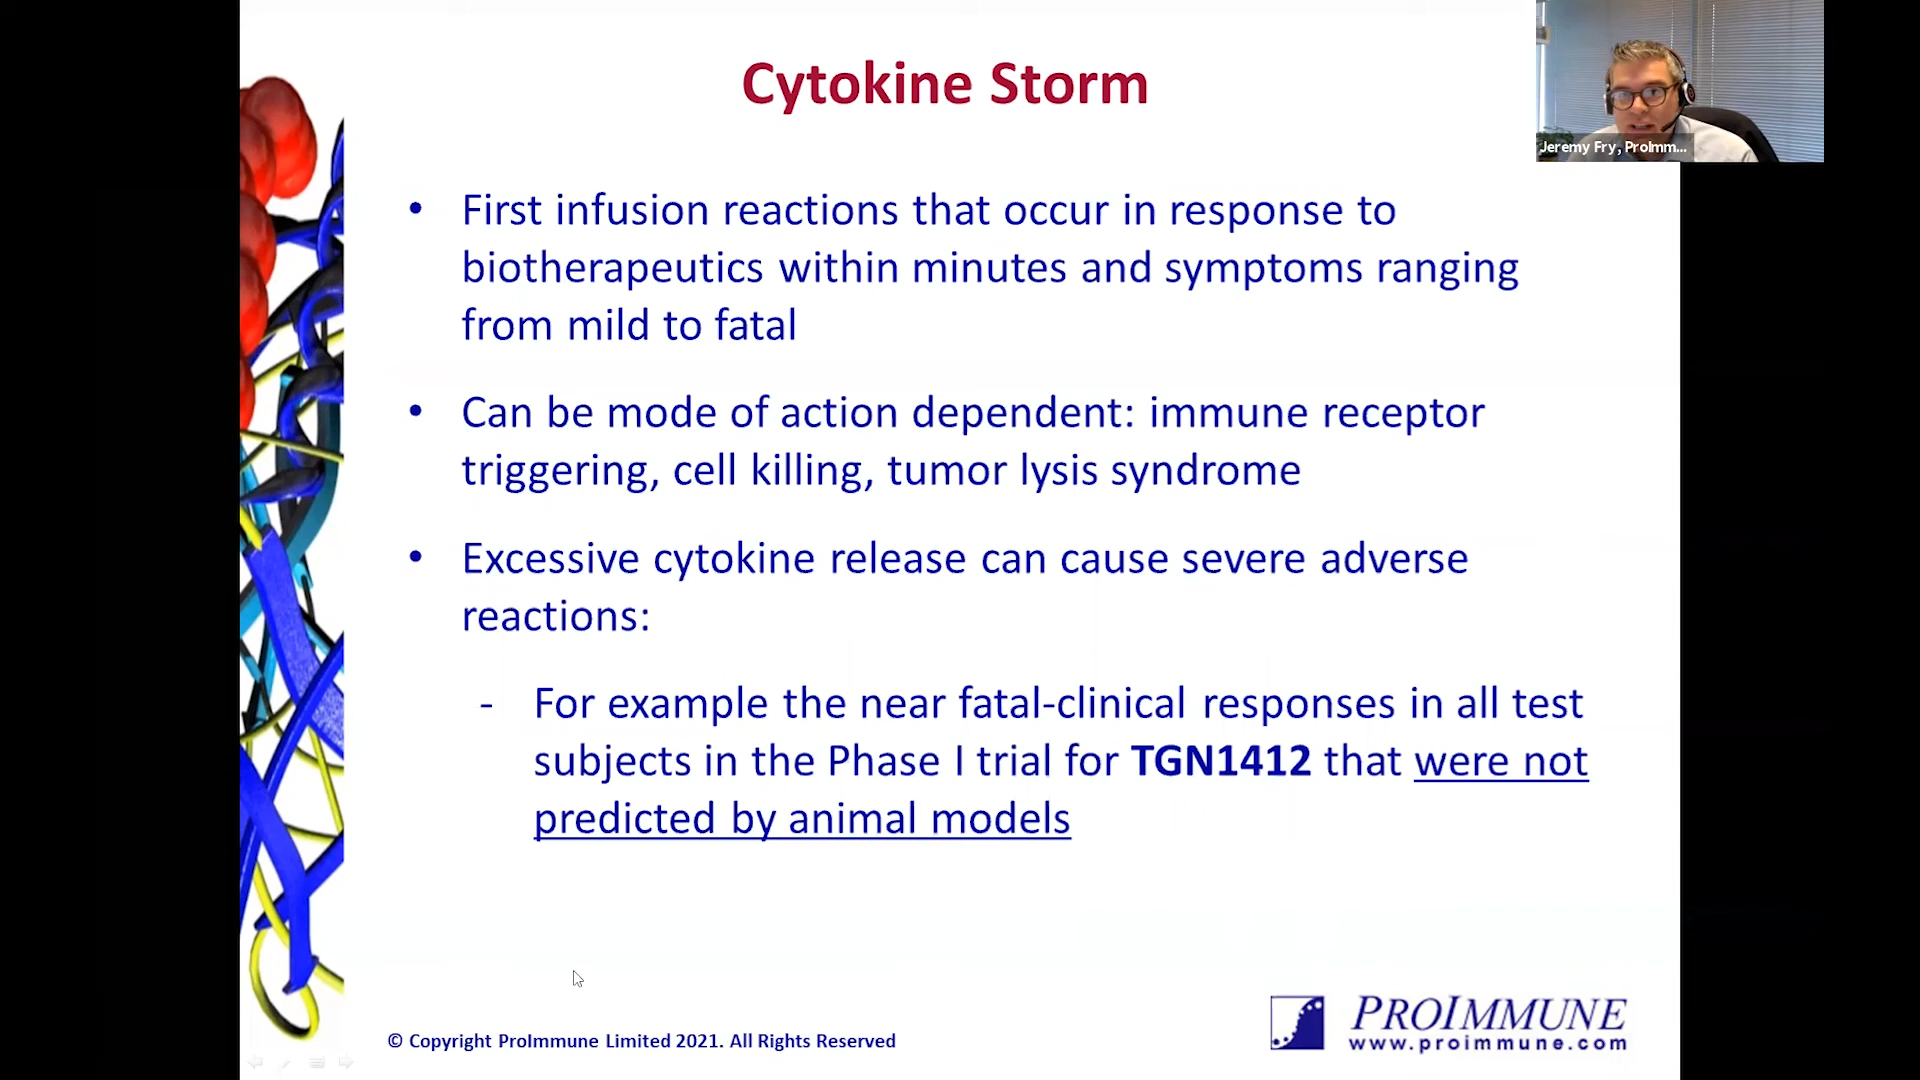 Cytokine Storm
Jeremy Fry, ProImm...
• First infusion reactions that occur in response to
biotherapeutics within minutes and symptoms ranging
from mild to fatal
• Can be mode of action dependent: immune receptor
triggering, cell killing, tumor lysis syndrome
• Excessive cytokine release can cause severe adverse
reactions:
- For example the near fatal-clinical responses in all test
subjects in the Phase I trial for TGN1412 that were not
predicted by animal models
© Copyright ProImmune Limited 2021. All Rights Reserved
PROIMMUNE
www.proimmune.com